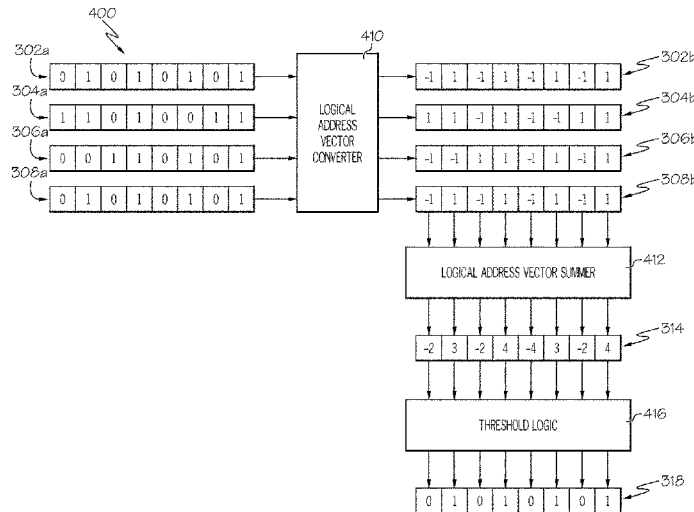 400
302a
0 1 0 1 0 1 0 1
304a
1 1 0 1 0 0 1 1
306a
0 0 1 1 0 1 0 1
308a
0 1 0 1 0 1 0 1
410
LOGICAL
ADDRESS
VECTOR
CONVERTER
302b
-1 1 -1 1 -1 1 -1 1
304b
1 1 -1 1 -1 -1 1 1
306b
-1 -1 1 1 -1 1 -1 1
308b
-1 1 -1 1 -1 1 -1 1
LOGICAL ADDRESS VECTOR SUMMER
412
-2 3 -2 4 -4 3 -2 4
314
THRESHOLD LOGIC
416
0 1 0 1 0 1 0 1
318